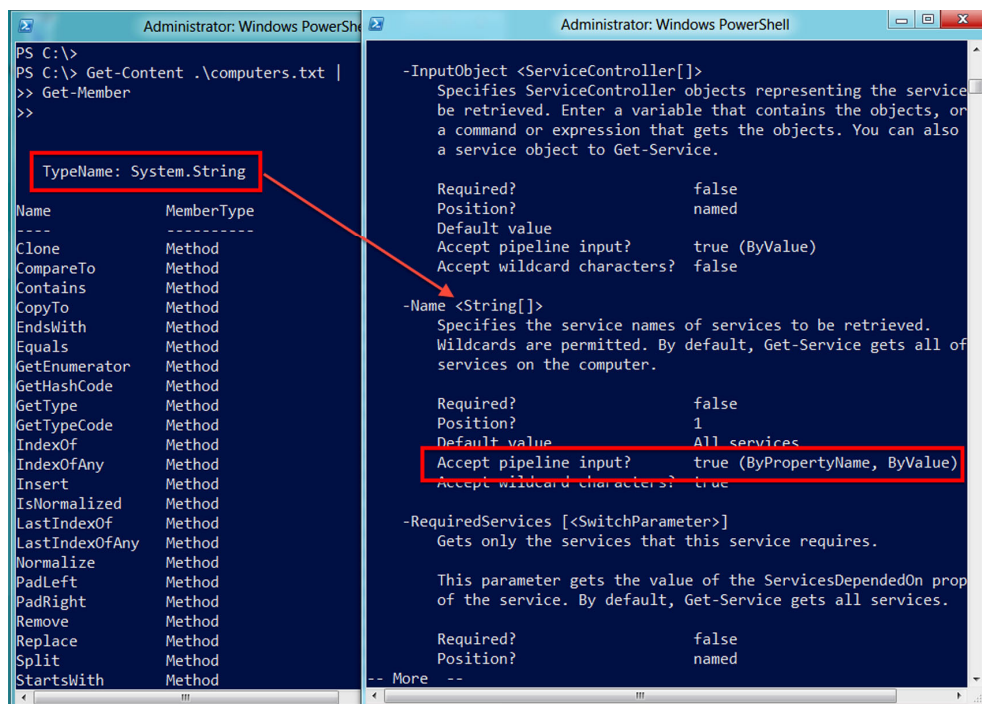 Administrator: Windows PowerShe
PS C:\>
PS C:\> Get-Content .\computers.txt |
>> Get-Member
>>
TypeName: System.String
Name MemberType
---- ----------
Clone Method
CompareTo Method
Contains Method
CopyTo Method
EndsWith Method
Equals Method
GetEnumerator Method
GetHashCode Method
GetType Method
GetTypeCode Method
IndexOf Method
IndexOfAny Method
Insert Method
IsNormalized Method
LastIndexOf Method
LastIndexOfAny Method
Normalize Method
PadLeft Method
PadRight Method
Remove Method
Replace Method
Split Method
StartsWith Method
Administrator: Windows PowerShell
-InputObject <ServiceController[]>
Specifies ServiceController objects representing the service
be retrieved. Enter a variable that contains the objects, or
a command or expression that gets the objects. You can also
a service object to Get-Service.
Required? false
Position? named
Default value
Accept pipeline input? true (ByValue)
Accept wildcard characters? false
-Name <String[]>
Specifies the service names of services to be retrieved.
Wildcards are permitted. By default, Get-Service gets all of
services on the computer.
Required? false
Position? 1
Default value All services
Accept pipeline input? true (ByPropertyName, ByValue)
Accept wildcard characters? true
-RequiredServices [<SwitchParameter>]
Gets only the services that this service requires.
This parameter gets the value of the ServicesDependedOn prop
of the service. By default, Get-Service gets all services.
Required? false
Position? named
-- More --